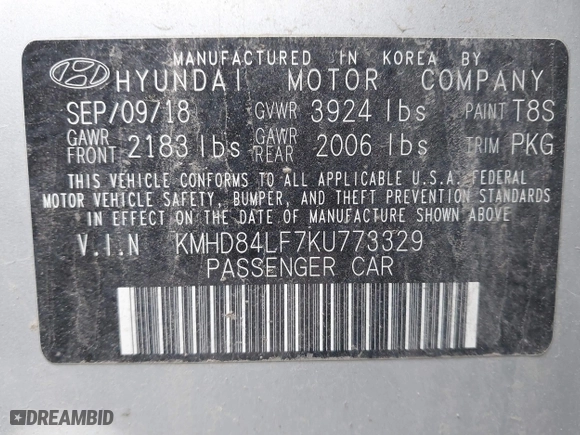 MANUFACTURED IN KOREA BY
HYUNDAI MOTOR COMPANY
SEP/09/18 GVWR 3924 lbs PAINT T8S
GAWR FRONT 2183 lbs GAWR REAR 2006 lbs TRIM PKG
THIS VEHICLE CONFORMS TO ALL APPLICABLE U.S.A. FEDERAL
MOTOR VEHICLE SAFETY, BUMPER, AND THEFT PREVENTION STANDARDS
IN EFFECT ON THE DATE OF MANUFACTURE SHOWN ABOVE
V.I.N KMHD84LF7KU773329
PASSENGER CAR
DREAMBID